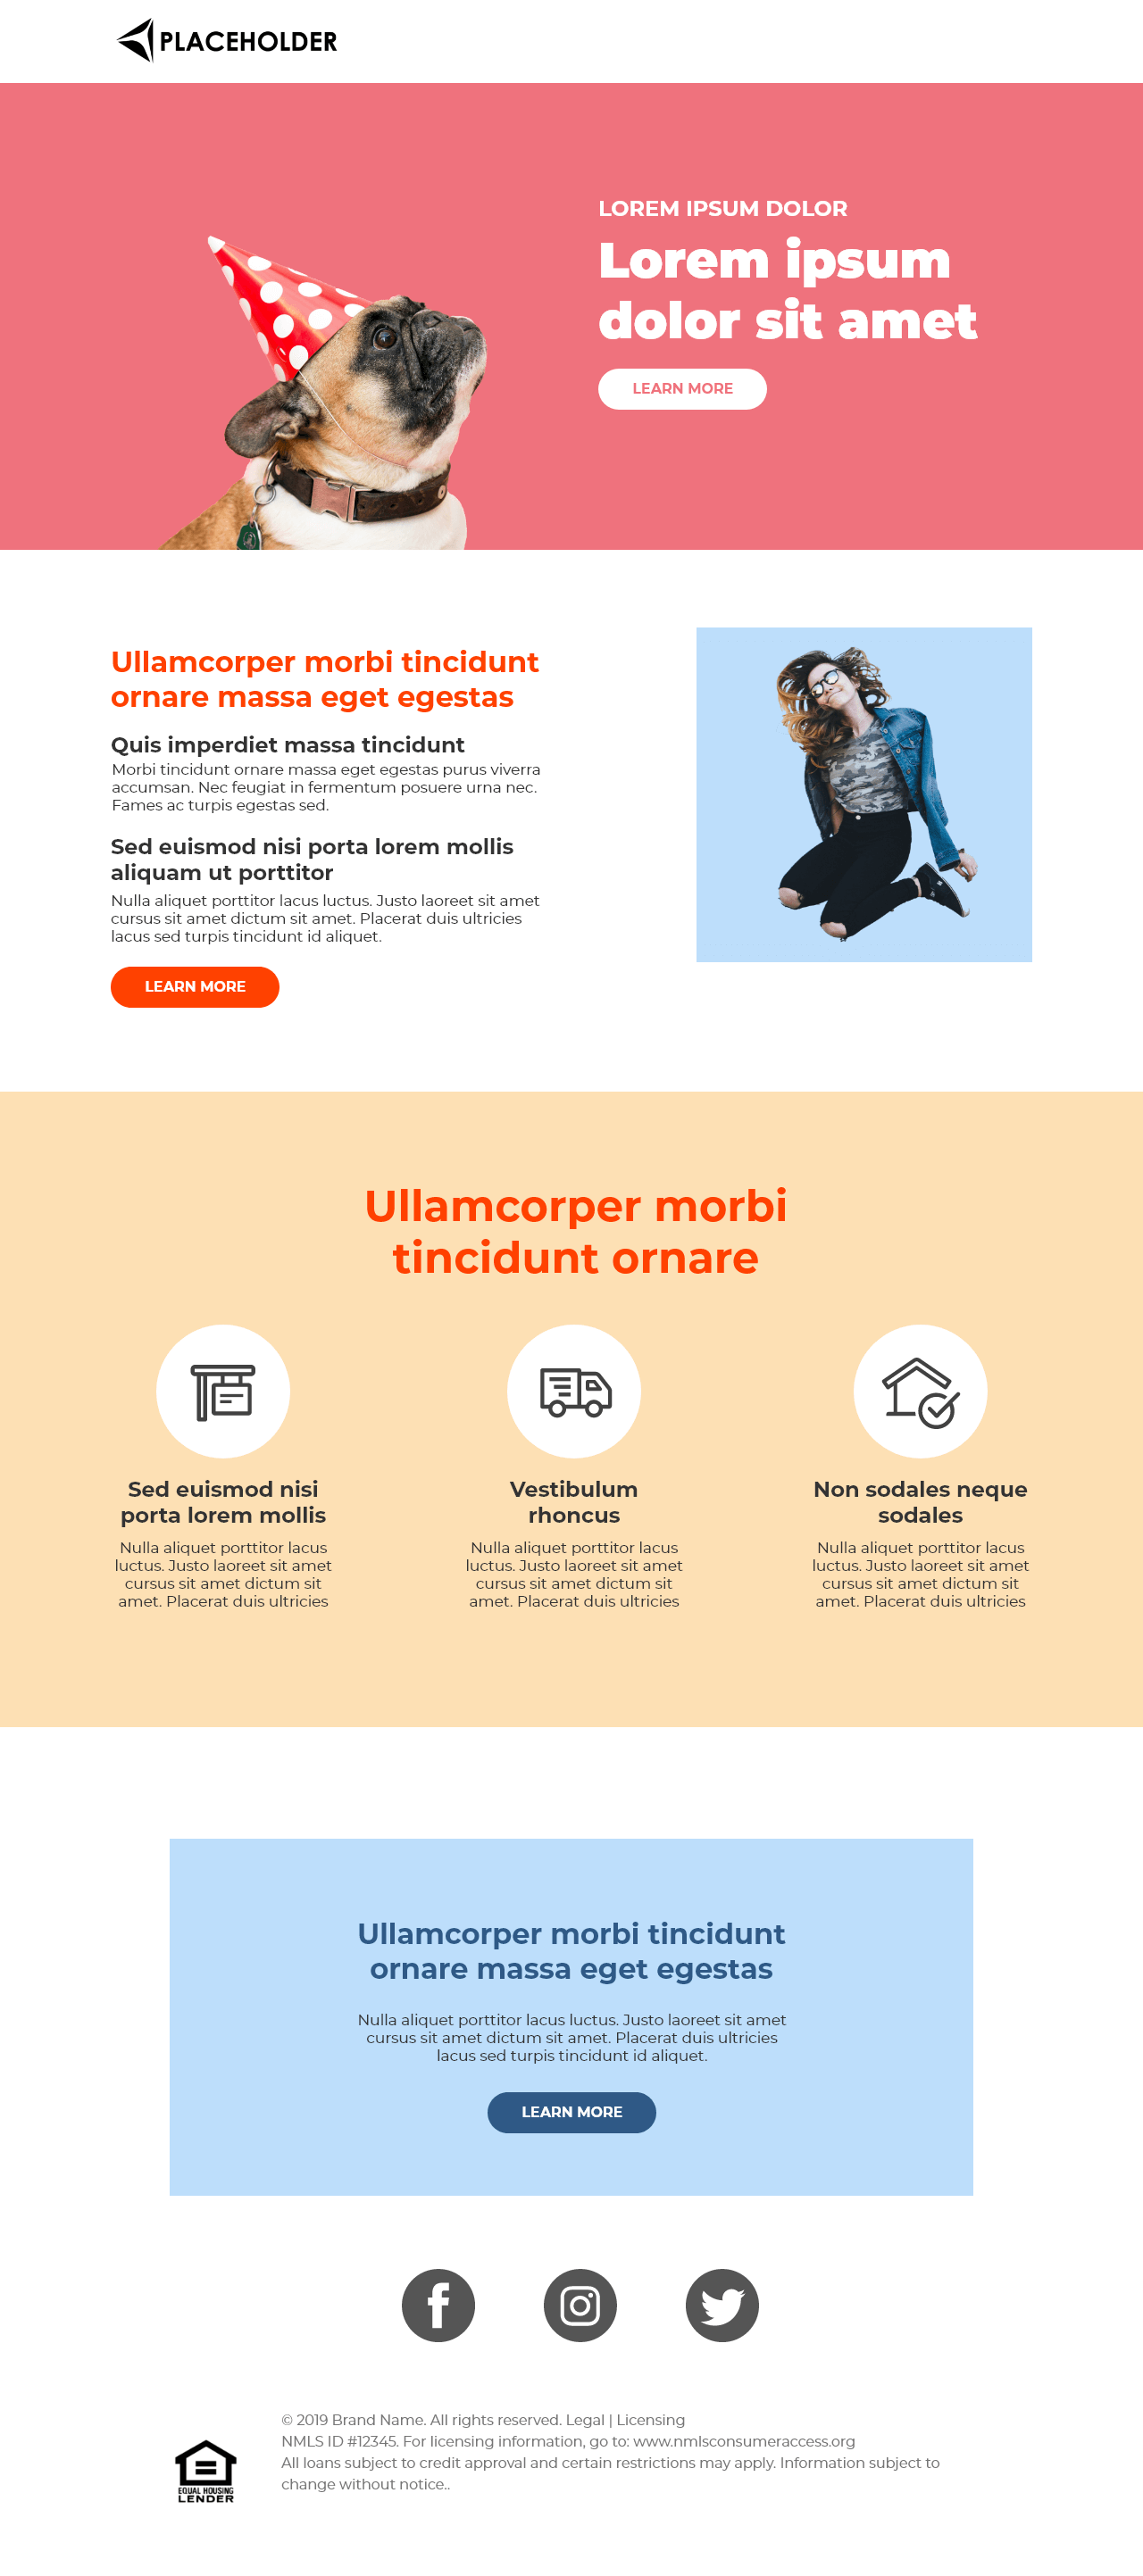 PLACEHOLDER
LOREM IPSUM DOLOR
Lorem ipsum
dolor sit amet
LEARN MORE
Ullamcorper morbi tincidunt
ornare massa eget egestas
Quis imperdiet massa tincidunt
Morbi tincidunt ornare massa eget egestas purus viverra
accumsan. Nec feugiat in fermentum posuere urna nec.
Fames ac turpis egestas sed.
Sed euismod nisi porta lorem mollis
aliquam ut porttitor
Nulla aliquet porttitor lacus luctus. Justo laoreet sit amet
cursus sit amet dictum sit amet. Placerat duis ultricies
lacus sed turpis tincidunt id aliquet.
LEARN MORE
Ullamcorper morbi
tincidunt ornare
Sed euismod nisi
porta lorem mollis
Nulla aliquet porttitor lacus
luctus. Justo laoreet sit amet
cursus sit amet dictum sit
amet. Placerat duis ultricies
Vestibulum
rhoncus
Nulla aliquet porttitor lacus
luctus. Justo laoreet sit amet
cursus sit amet dictum sit
amet. Placerat duis ultricies
Non sodales neque
sodales
Nulla aliquet porttitor lacus
luctus. Justo laoreet sit amet
cursus sit amet dictum sit
amet. Placerat duis ultricies
Ullamcorper morbi tincidunt
ornare massa eget egestas
Nulla aliquet porttitor lacus luctus. Justo laoreet sit amet
cursus sit amet dictum sit amet. Placerat duis ultricies
lacus sed turpis tincidunt id aliquet.
LEARN MORE
© 2019 Brand Name. All rights reserved. Legal | Licensing
NMLS ID #12345. For licensing information, go to: www.nmlsconsumeraccess.org
All loans subject to credit approval and certain restrictions may apply. Information subject to
change without notice..
EQUAL HOUSING
LENDER